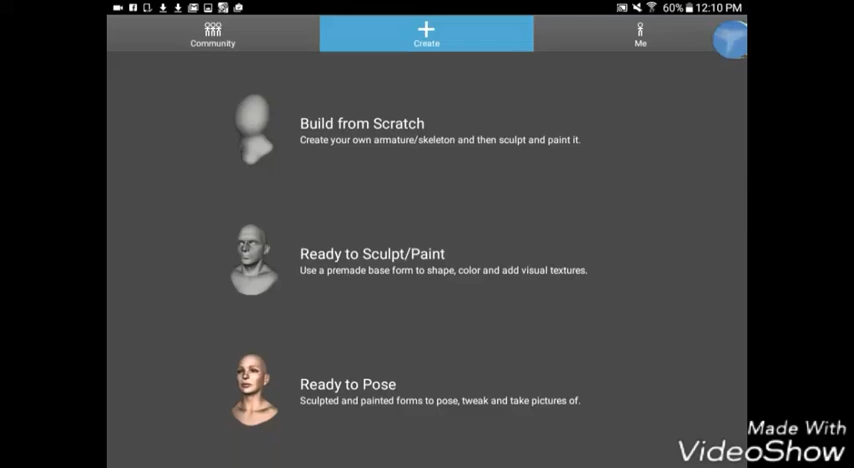 60% 12:10 PM
Community
Create
Me
Build from Scratch
Create your own armature/skeleton and then sculpt and paint it.
Ready to Sculpt/Paint
Use a premade base form to shape, color and add visual textures.
Ready to Pose
Sculpted and painted forms to pose, tweak and take pictures of.
Made With
VideoShow